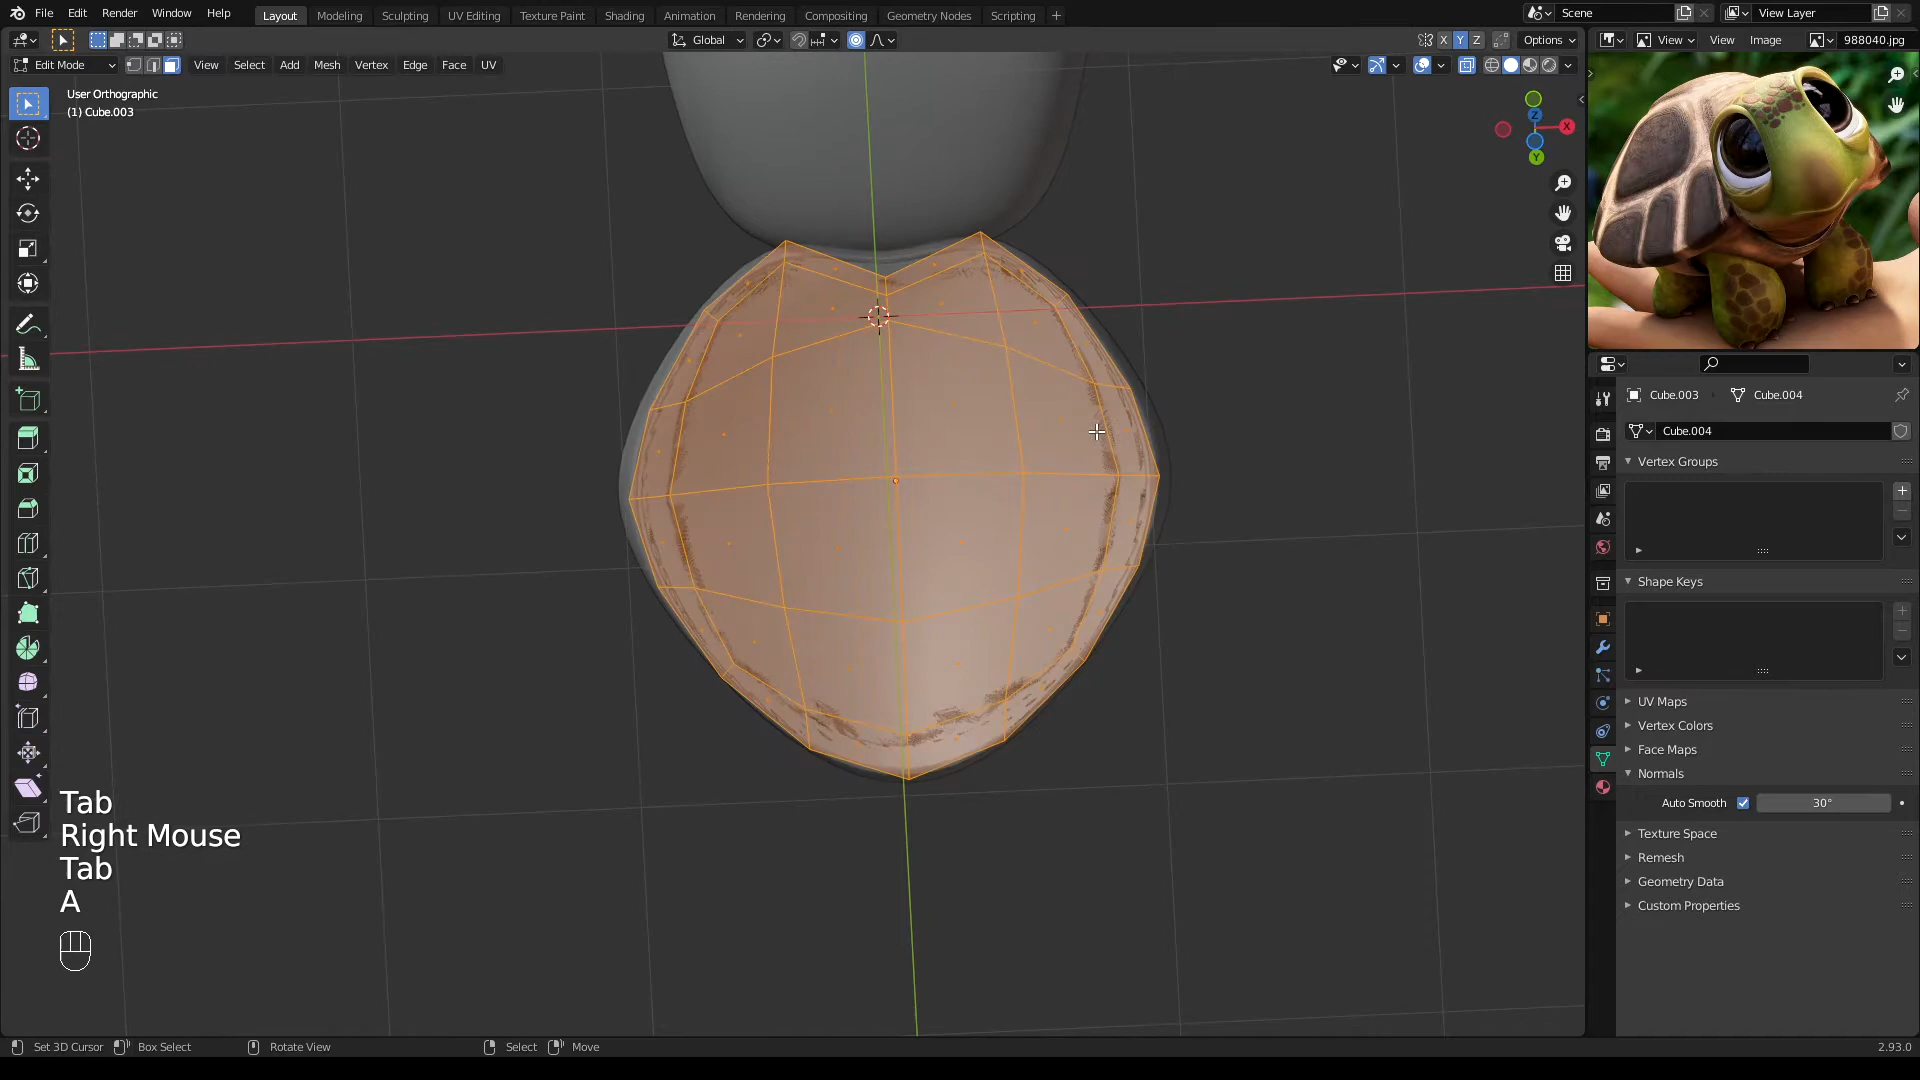 File Edit Render Window Help Layout Modeling Sculpting UV Editing Texture Paint Shading Animation Rendering Compositing Geometry Nodes Scripting + Scene View Layer
Global X Y Z Options View View Image 988040.jpg
Edit Mode View Select Add Mesh Vertex Edge Face UV
User Orthographic
(1) Cube.003
Z
X
Y
Cube.003 Cube.004
Cube.004
Vertex Groups
Shape Keys
UV Maps
Vertex Colors
Face Maps
Normals
Auto Smooth 30°
Texture Space
Remesh
Geometry Data
Custom Properties
Tab
Right Mouse
Tab
A
Set 3D Cursor Box Select Rotate View Select Move 2.93.0